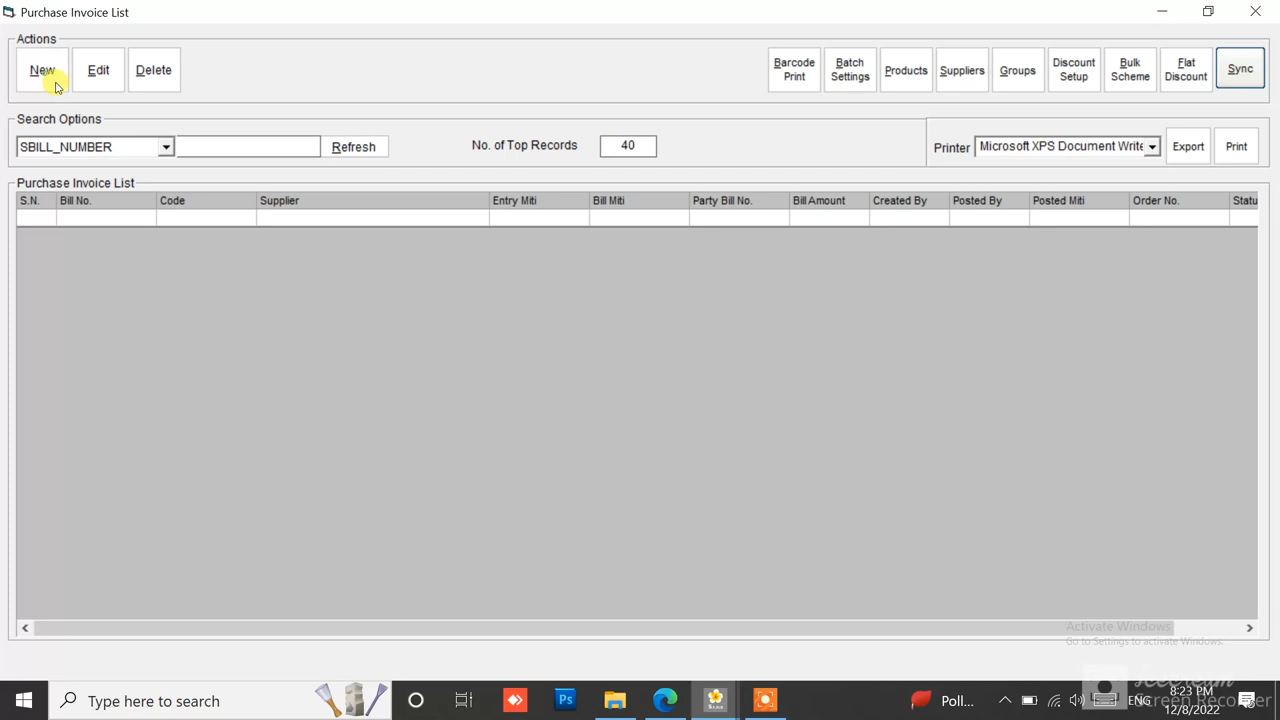 Purchase Invoice List
Actions
New
Edit
Delete
Barcode
Print
Batch
Settings
Products
Suppliers
Groups
Discount
Setup
Bulk
Scheme
Flat
Discount
Sync
Search Options
SBILL_NUMBER
Refresh
No. of Top Records
40
Printer
Microsoft XPS Document Write
Export
Print
Purchase Invoice List
S.N. Bill No. Code Supplier Entry Miti Bill Miti Party Bill No. Bill Amount Created By Posted By Posted Miti Order No. Statu
Activate Windows
Go to Settings to activate Windows.
Type here to search
Ps
Poll...
ENG
8:23 PM
12/8/2022
Icecream
Screen Recorder